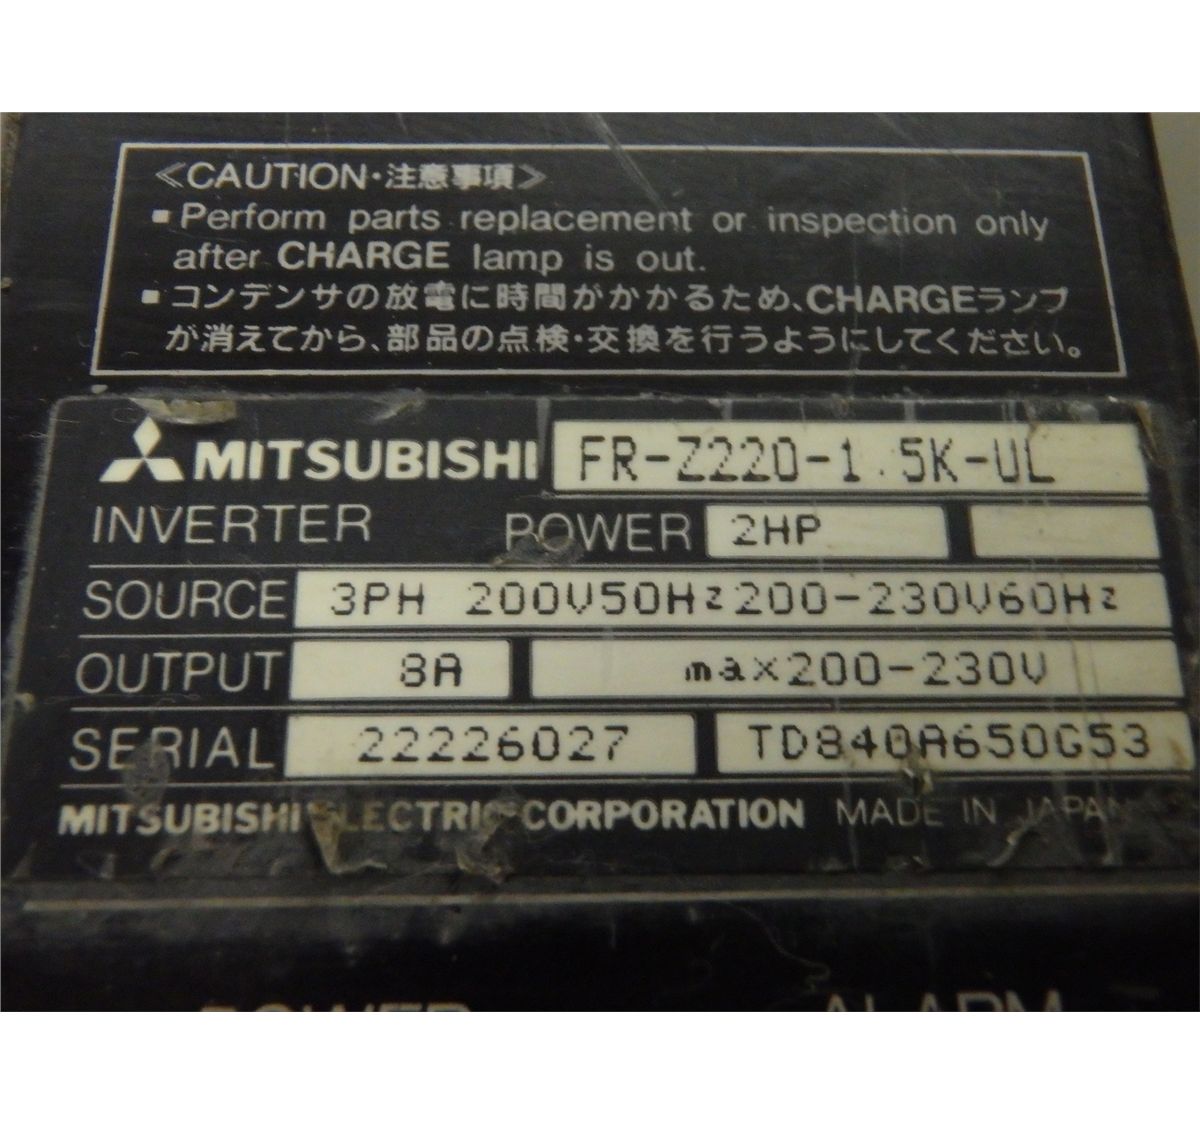 ≪CAUTION・注意事項≫
■ Perform parts replacement or inspection only
after CHARGE lamp is out.
■ コンデンサの放電に時間がかかるため、CHARGEランプ
が消えてから、部品の点検・交換を行うようにしてください。
MITSUBISHI FR-Z220-1.5K-UL
INVERTER POWER 2HP
SOURCE 3PH 200V50Hz200-230V60Hz
OUTPUT 8A max200-230V
SERIAL 22226027 TD840A650G53
MITSUBISHI ELECTRIC CORPORATION MADE IN JAPAN
POWER ALARM